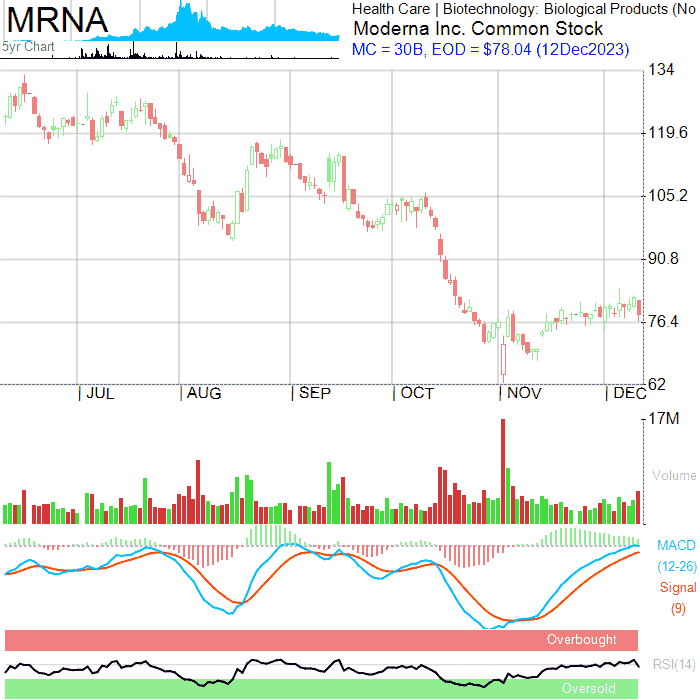 MRNA
5yr Chart
Health Care | Biotechnology: Biological Products (No
Moderna Inc. Common Stock
MC = 30B, EOD = $78.04 (12Dec2023)
134
119.6
105.2
90.8
76.4
62
JUL
AUG
SEP
OCT
NOV
DEC
17M
Volume
MACD
(12-26)
Signal
(9)
Overbought
RSI(14)
Oversold